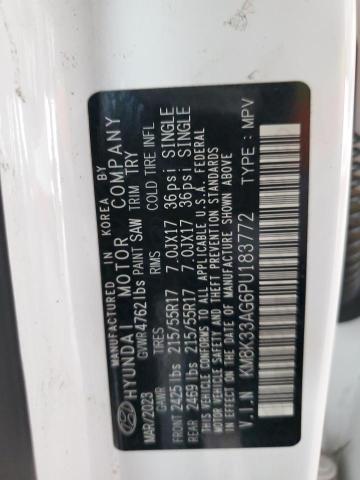 MANUFACTURED IN KOREA BY
HYUNDAI MOTOR COMPANY
GVWR 4762 lbs PAINT SAW TRIM TRY
MAR/2023 GAWR TIRES RIMS COLD TIRE INFL
FRONT 2425 lbs 215/55R17 7.0JX17 36psi SINGLE
REAR 2469 lbs 215/55R17 7.0JX17 36psi SINGLE
THIS VEHICLE CONFORMS TO ALL APPLICABLE U.S.A. FEDERAL
MOTOR VEHICLE SAFETY, BUMPER, AND THEFT PREVENTION
STANDARDS IN EFFECT ON THE DATE OF MANUFACTURE SHOWN ABOVE.
V.I.N KM8K33AG6PU183772 TYPE: MPV